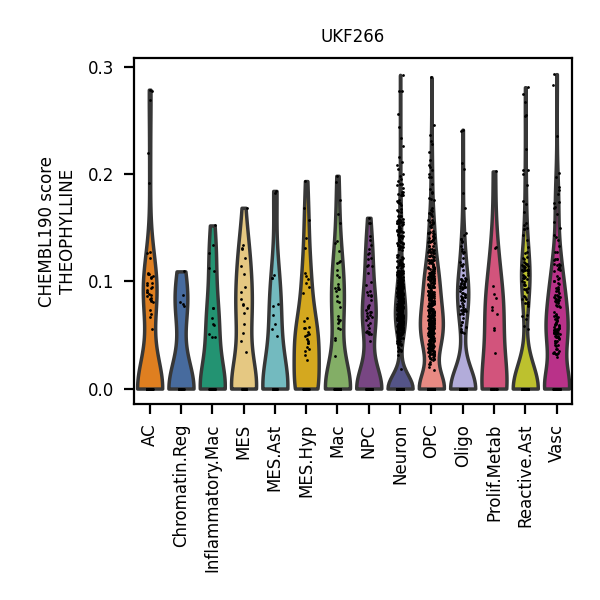 UKF266
CHEMBL190 score
THEOPHYLLINE
0.3
0.2
0.1
0.0
AC
Chromatin.Reg
Inflammatory.Mac
MES
MES.Ast
MES.Hyp
Mac
NPC
Neuron
OPC
Oligo
Prolif.Metab
Reactive.Ast
Vasc